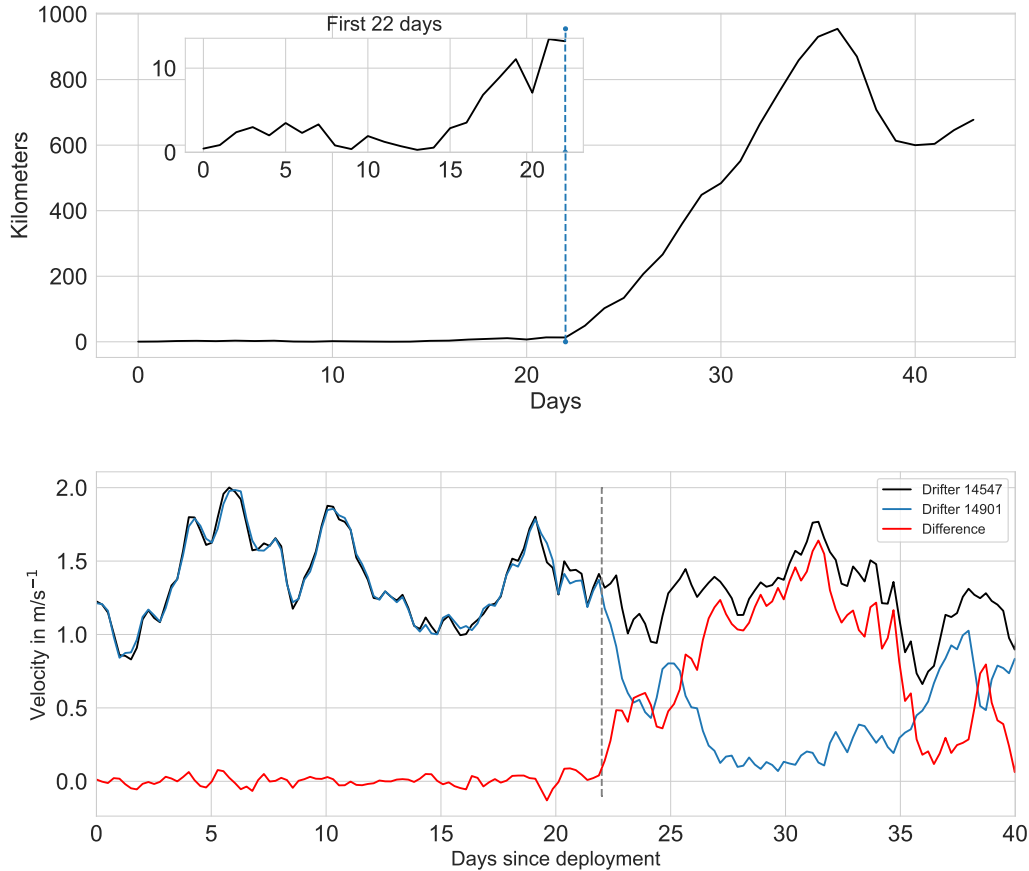 First 22 days
Kilometers
1000
800
600
400
200
0
10
0
0 5 10 15 20
0 10 20 30 40
Days
Velocity in m/s⁻¹
2.0
1.5
1.0
0.5
0.0
Drifter 14547
Drifter 14901
Difference
0 5 10 15 20 25 30 35 40
Days since deployment